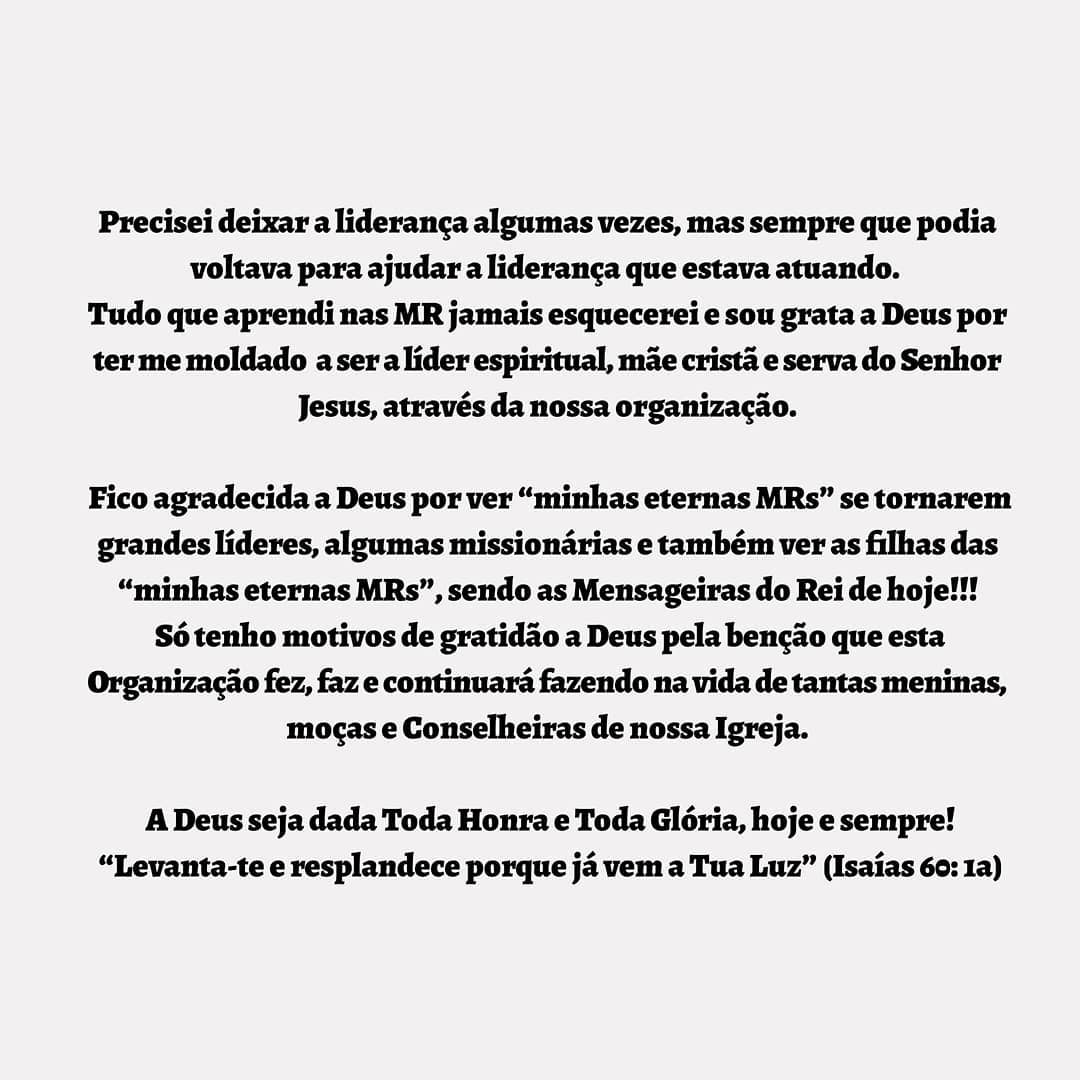 Precisei deixar a liderança algumas vezes, mas sempre que podia
voltava para ajudar a liderança que estava atuando.
Tudo que aprendi nas MR jamais esquecerei e sou grata a Deus por
ter me moldado a ser a líder espiritual, mãe cristã e serva do Senhor
Jesus, através da nossa organização.
Fico agradecida a Deus por ver “minhas eternas MRs” se tornarem
grandes líderes, algumas missionárias e também ver as filhas das
“minhas eternas MRs”, sendo as Mensageiras do Rei de hoje!!!
Só tenho motivos de gratidão a Deus pela benção que esta
Organização fez, faz e continuará fazendo na vida de tantas meninas,
moças e Conselheiras de nossa Igreja.
A Deus seja dada Toda Honra e Toda Glória, hoje e sempre!
“Levanta-te e resplandece porque já vem a Tua Luz” (Isaías 60: 1a)